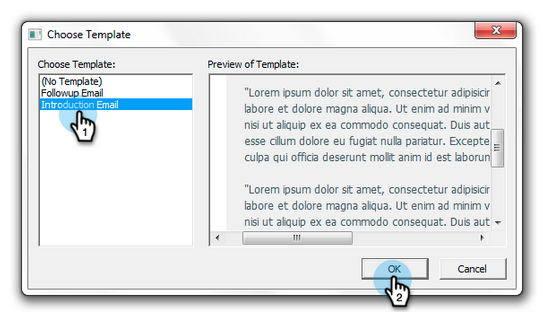 Choose Template
Choose Template:
(No Template)
Followup Email
Introduction Email
1
Preview of Template:
"Lorem ipsum dolor sit amet, consectetur adipisicir
labore et dolore magna aliqua. Ut enim ad minim v
nisi ut aliquip ex ea commodo consequat. Duis aut
esse cillum dolore eu fugiat nulla pariatur. Excepte
culpa qui officia deserunt mollit anim id est laborun
"Lorem ipsum dolor sit amet, consectetur adipisicir
labore et dolore magna aliqua. Ut enim ad minim v
nisi ut aliquip ex ea commodo consequat. Duis aut
OK
Cancel
2